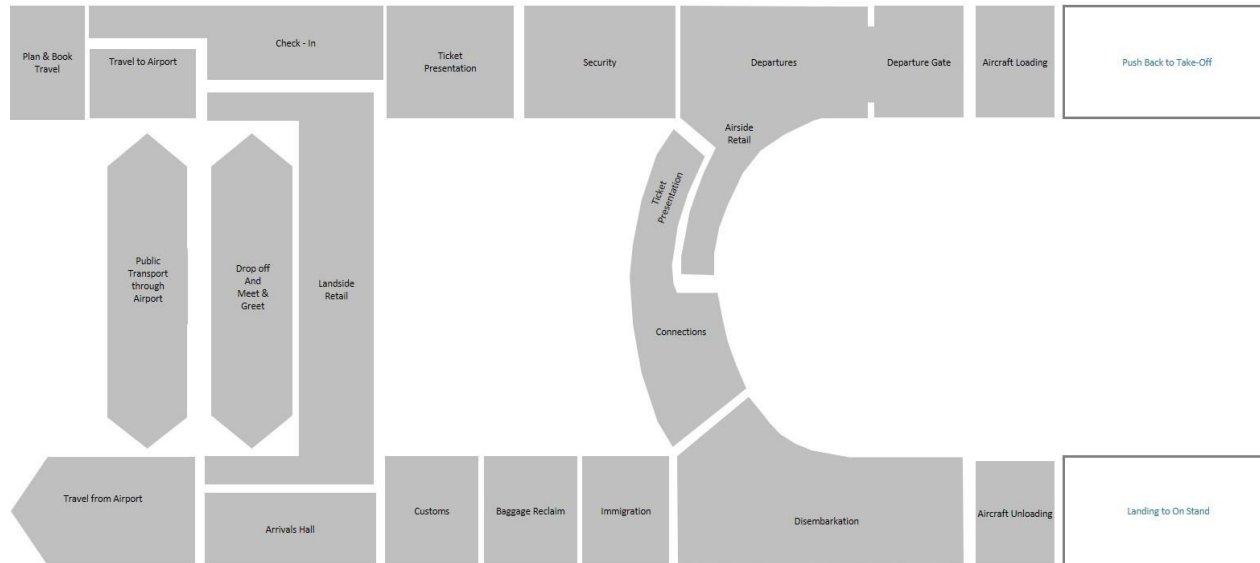 Plan & Book
Travel
Travel to Airport
Check - In
Ticket
Presentation
Security
Departures
Departure Gate
Aircraft Loading
Push Back to Take-Off
Airside
Retail
Ticket
Presentation
Public
Transport
through
Airport
Drop off
And
Meet &
Greet
Landside
Retail
Connections
Travel from Airport
Arrivals Hall
Customs
Baggage Reclaim
Immigration
Disembarkation
Aircraft Unloading
Landing to On Stand